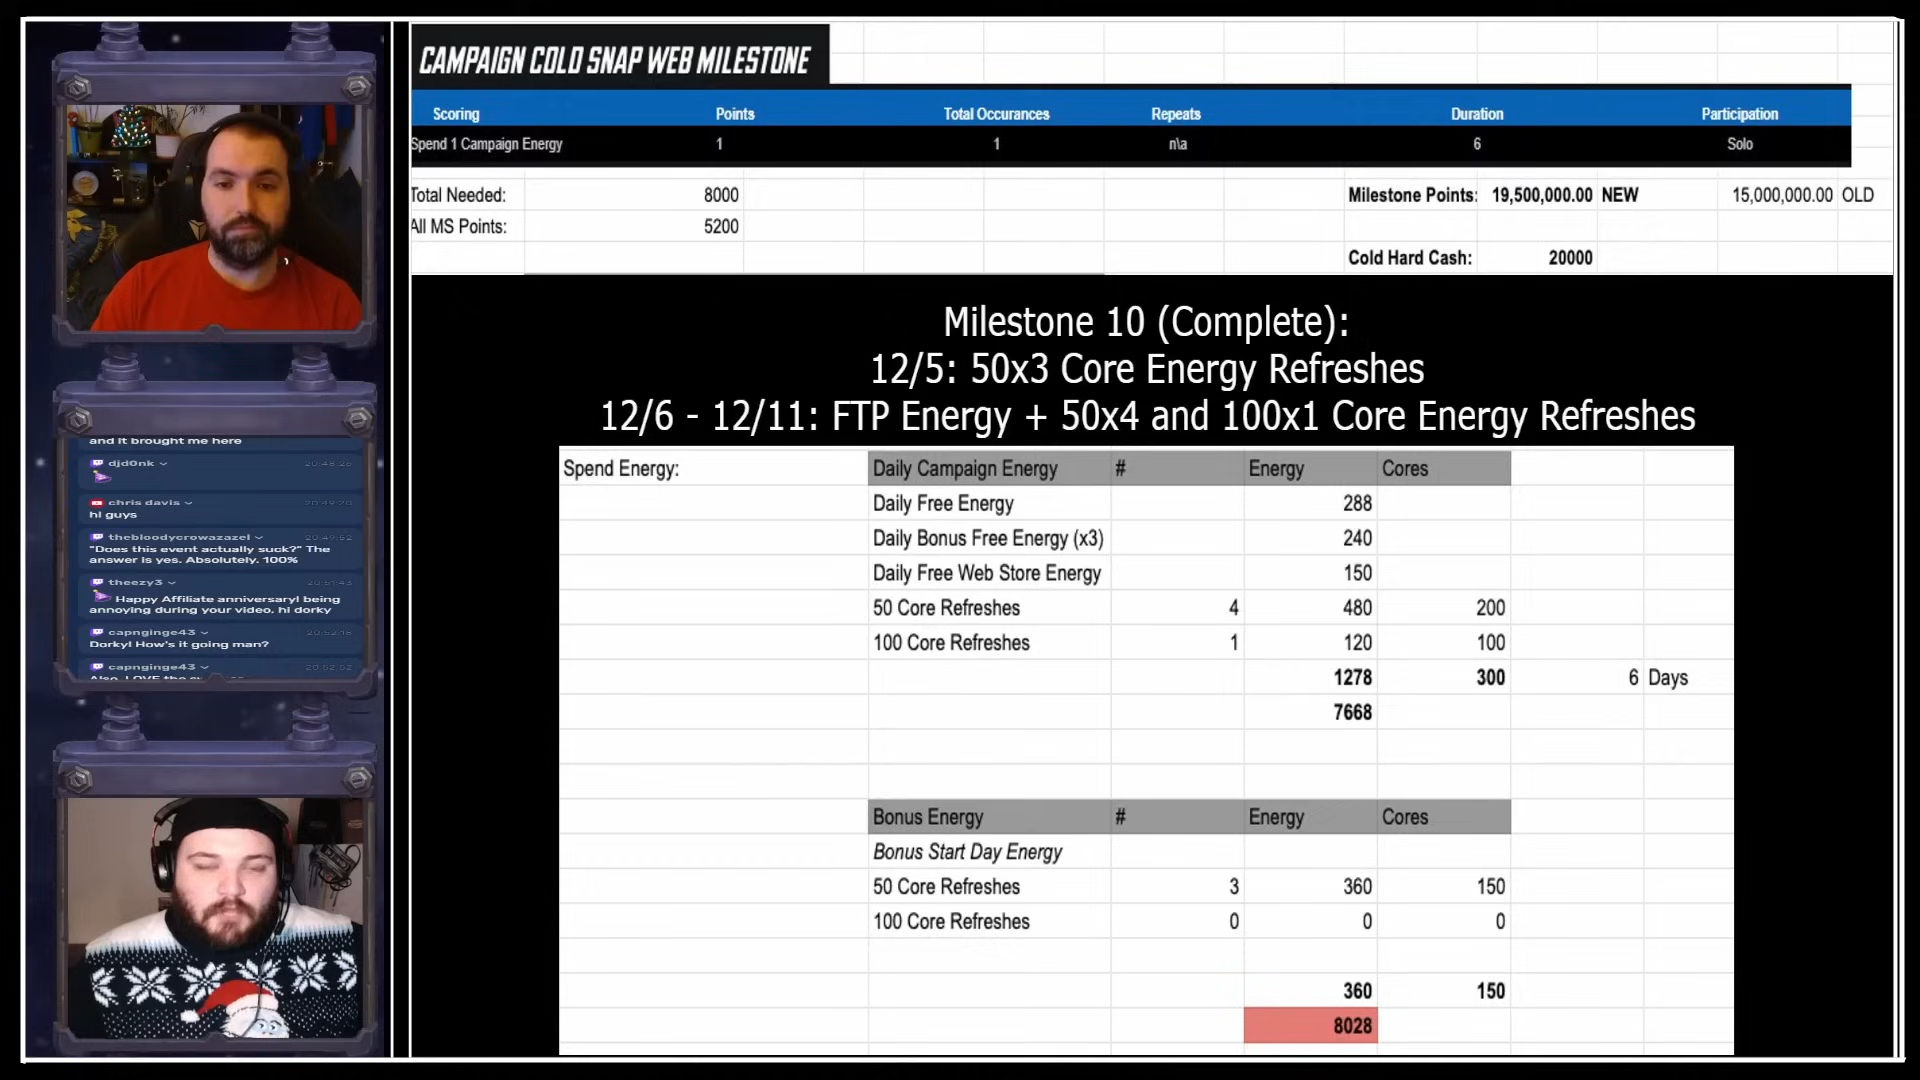 CAMPAIGN COLD SNAP WEB MILESTONE
Scoring Points Total Occurances Repeats Duration Participation
Spend 1 Campaign Energy 1 1 n\a 6 Solo
Total Needed: 8000 Milestone Points: 19,500,000.00 NEW 15,000,000.00 OLD
All MS Points: 5200
Cold Hard Cash: 20000
Milestone 10 (Complete):
12/5: 50x3 Core Energy Refreshes
12/6 - 12/11: FTP Energy + 50x4 and 100x1 Core Energy Refreshes
Spend Energy: Daily Campaign Energy # Energy Cores
Daily Free Energy 288
Daily Bonus Free Energy (x3) 240
Daily Free Web Store Energy 150
50 Core Refreshes 4 480 200
100 Core Refreshes 1 120 100
1278 300 6 Days
7668
Bonus Energy # Energy Cores
Bonus Start Day Energy
50 Core Refreshes 3 360 150
100 Core Refreshes 0 0 0
360 150
8028
and it brought me here
djd0nk
chris davis
hi guys
thebloodycrowazazel
"Does this event actually suck?" The
answer is yes. Absolutely. 100%
theezy3
Happy Affiliate anniversary! being
annoying during your video. hi dorky
capnginge43
Dorky! How's it going man?
capnginge43
Also, I LOVE the